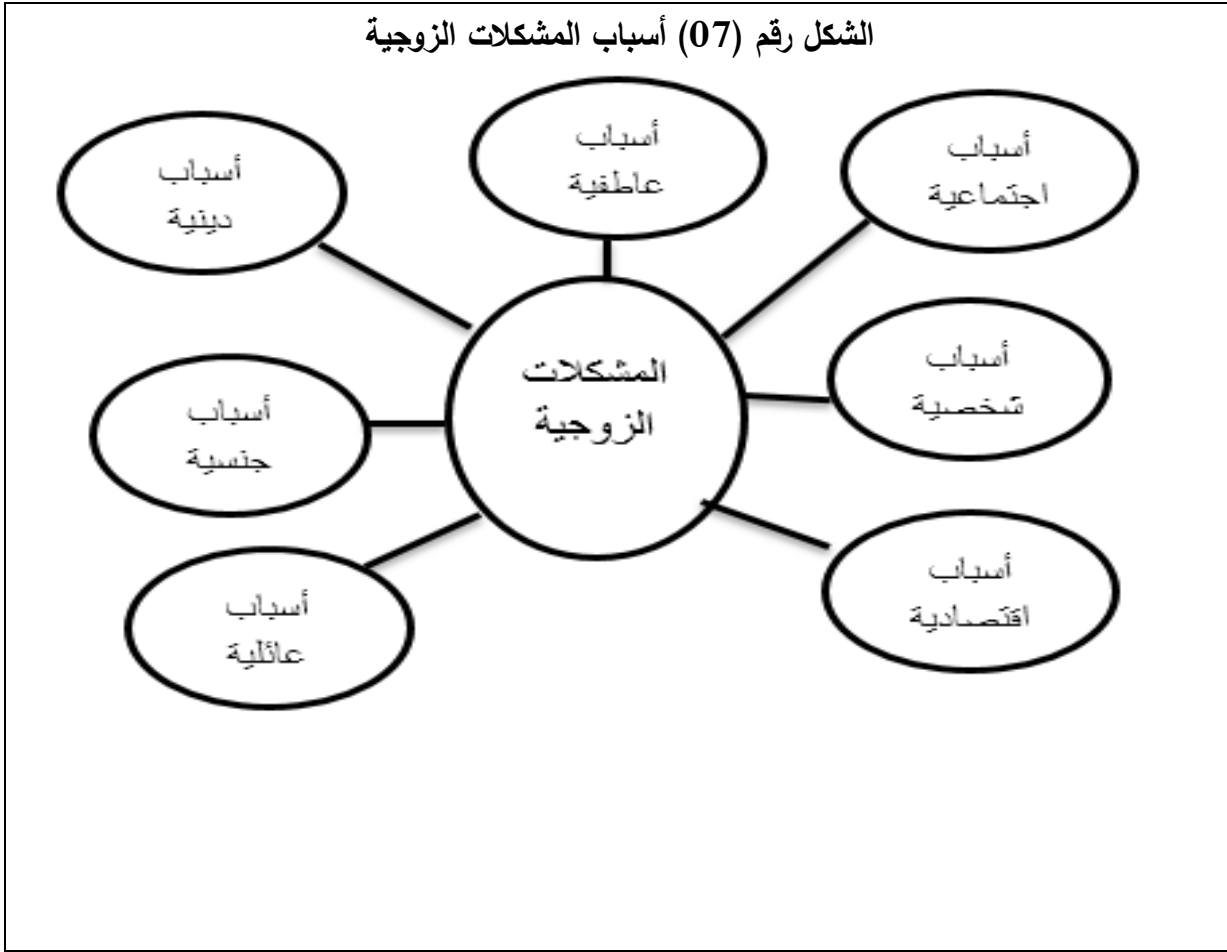 الشكل رقم (07) أسباب المشكلات الزوجية
أسباب
اجتماعية
أسباب
عاطفية
أسباب
دينية
أسباب
شخصية
المشكلات
الزوجية
أسباب
جنسية
أسباب
اقتصادية
أسباب
عائلية